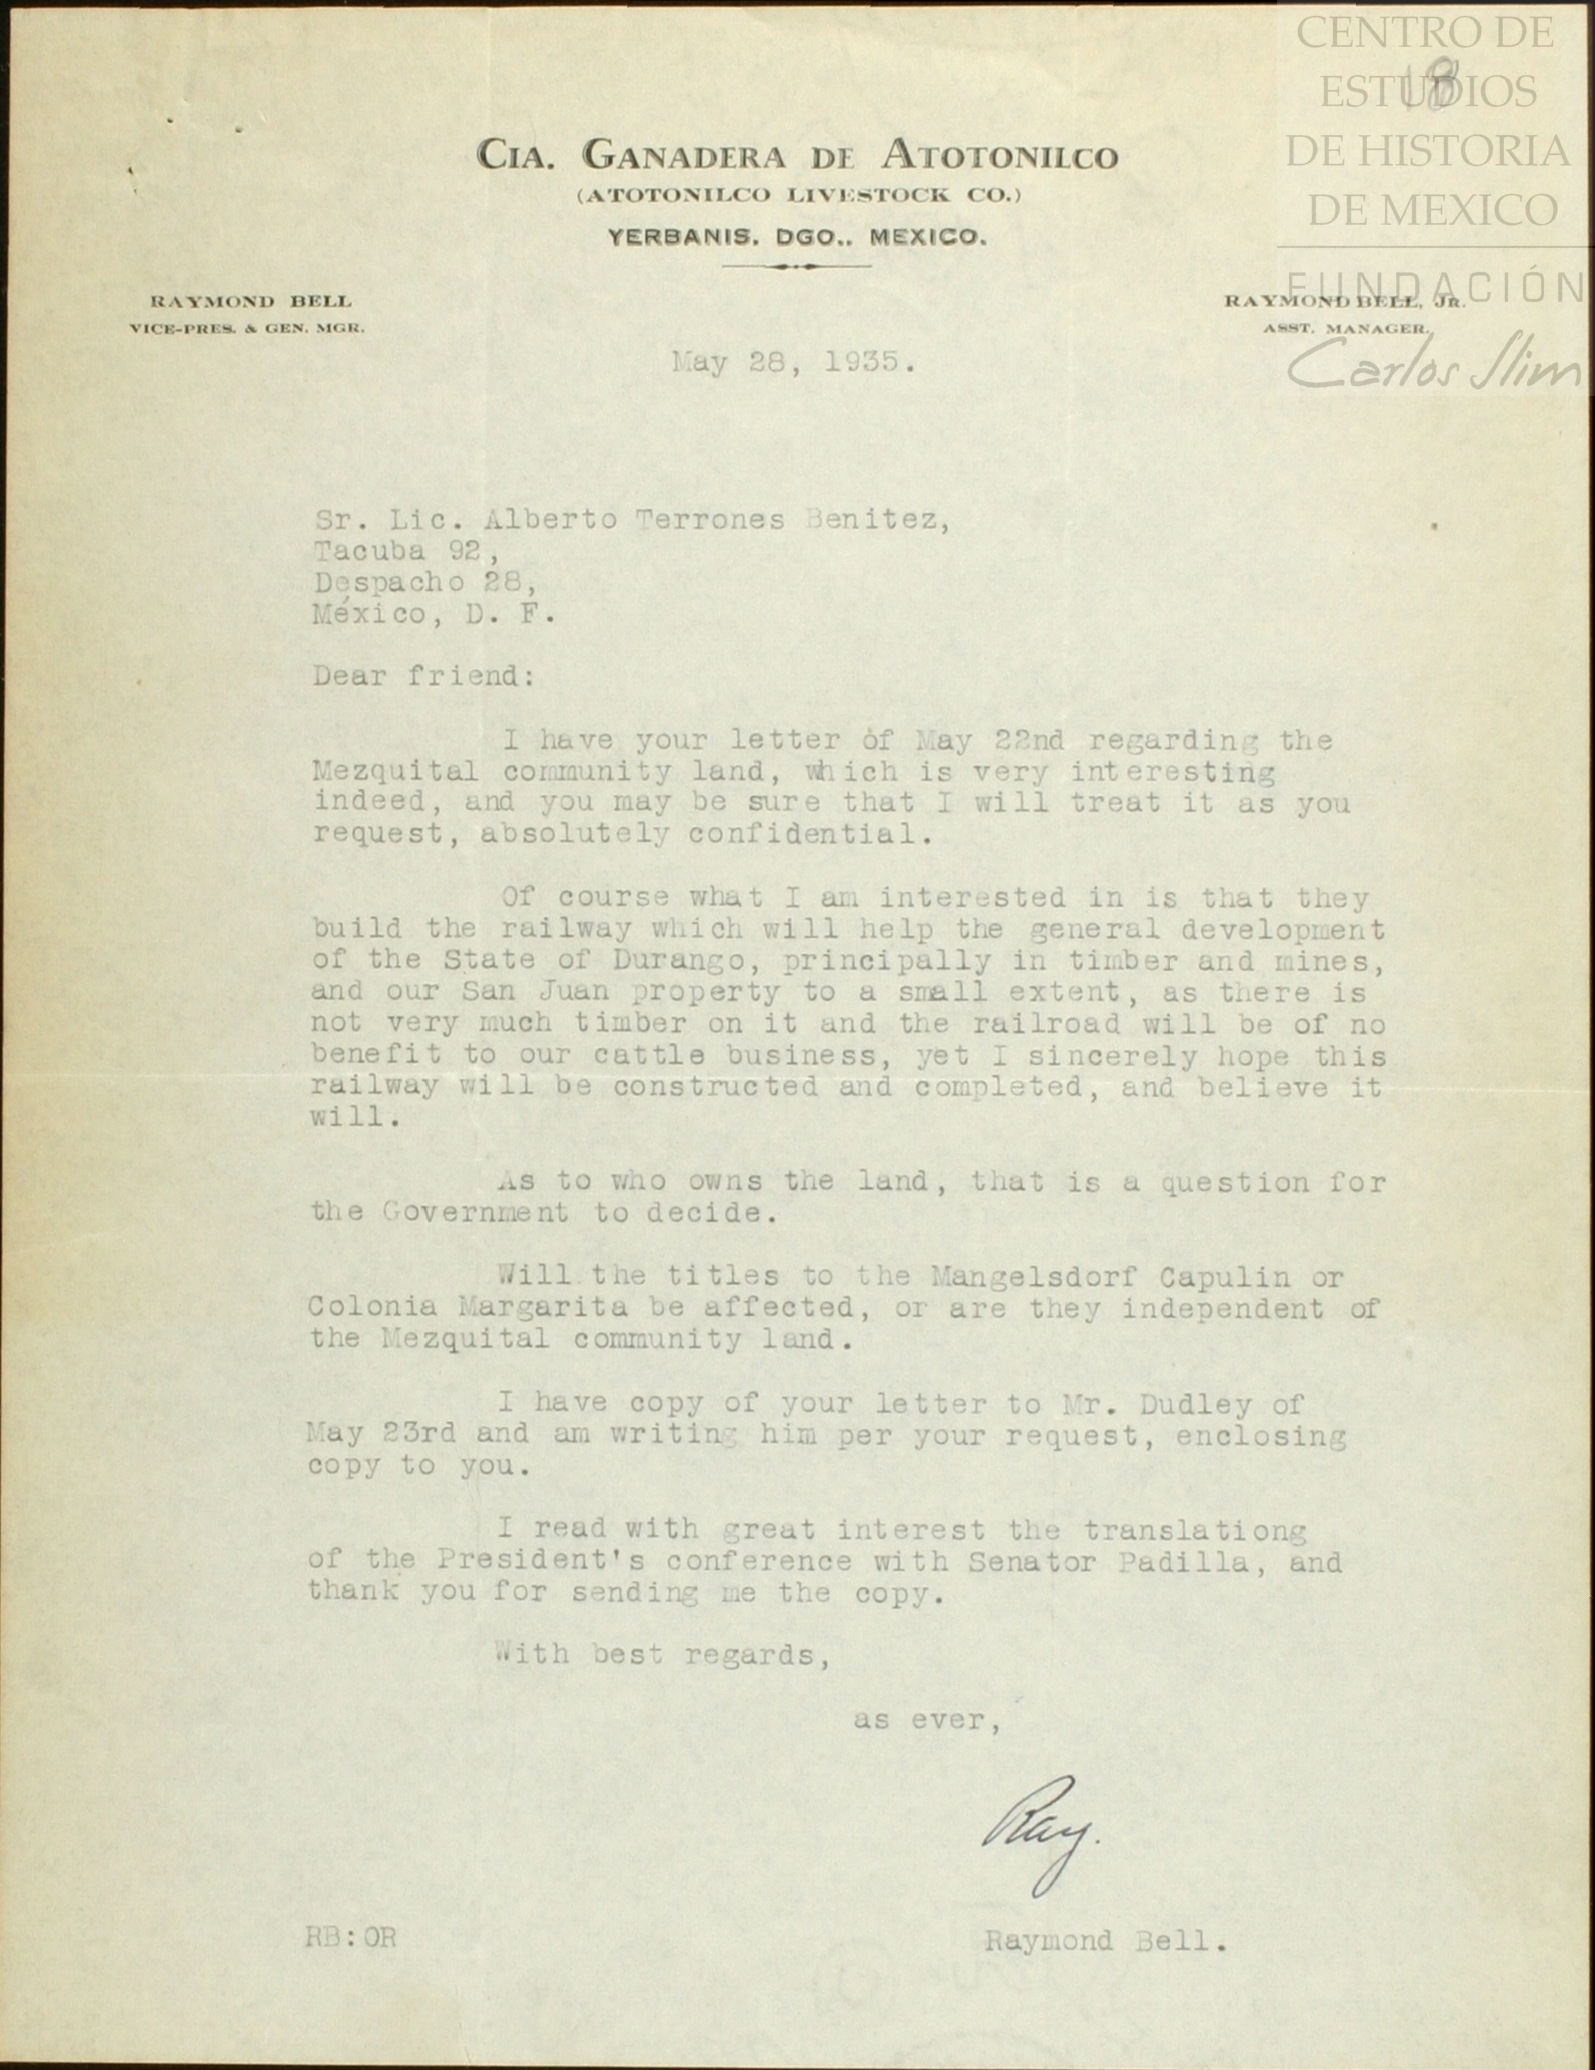 CENTRO DE
ESTUDIOS
DE HISTORIA
DE MEXICO
FUNDACIÓN
Carlos Slim
18
CIA. GANADERA DE ATOTONILCO
(ATOTONILCO LIVESTOCK CO.)
YERBANIS, DGO., MEXICO.
RAYMOND BELL
VICE-PRES. & GEN. MGR.
RAYMOND BELL, JR.
ASST. MANAGER.
May 28, 1935.
Sr. Lic. Alberto Terrones Benitez,
Tacuba 92,
Despacho 28,
México, D. F.
Dear friend:
I have your letter of May 22nd regarding the
Mezquital community land, which is very interesting
indeed, and you may be sure that I will treat it as you
request, absolutely confidential.
Of course what I am interested in is that they
build the railway which will help the general development
of the State of Durango, principally in timber and mines,
and our San Juan property to a small extent, as there is
not very much timber on it and the railroad will be of no
benefit to our cattle business, yet I sincerely hope this
railway will be constructed and completed, and believe it
will.
As to who owns the land, that is a question for
the Government to decide.
Will the titles to the Mangelsdorf Capulin or
Colonia Margarita be affected, or are they independent of
the Mezquital community land.
I have copy of your letter to Mr. Dudley of
May 23rd and am writing him per your request, enclosing
copy to you.
I read with great interest the translationg
of the President's conference with Senator Padilla, and
thank you for sending me the copy.
With best regards,
as ever,
Ray.
RB:OR
Raymond Bell.